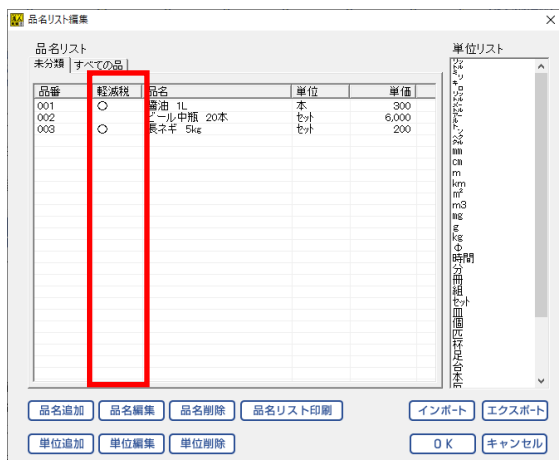 品名リスト編集
品名リスト
未分類 すべての品
品番 軽減税 品名 単位 単価
001 ○ 醤油 1L 本 300
002 ビール中瓶 20本 セット 6,000
003 ○ 長ネギ 5kg セット 200
単位リスト
mm
cm
m
km
m²
m3
mg
g
kg
Φ
時間
分
冊
組
セット
皿
個
匹
杯
足
台
本
品名追加 品名編集 品名削除 品名リスト印刷 インポート エクスポート
単位追加 単位編集 単位削除 OK キャンセル